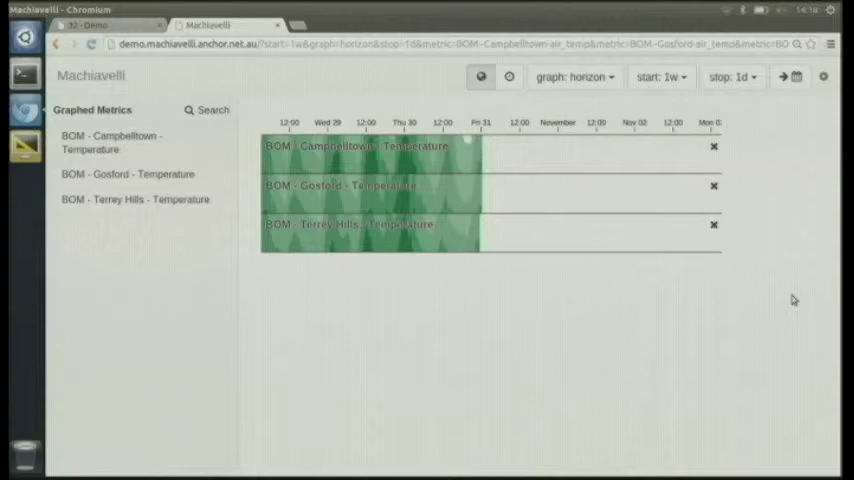 Machiavelli - Chromium
14:18
32 - Demo
Machiavelli
demo.machiavelli.anchor.net.au/?start=1w&graph=horizon&stop=1d&metric=BOM~Campbelltown~air_temp&metric=BOM~Gosford~air_temp&metric=BO
Machiavelli
graph: horizon
start: 1w
stop: 1d
Graphed Metrics
Search
BOM - Campbelltown -
Temperature
BOM - Gosford - Temperature
BOM - Terrey Hills - Temperature
12:00 Wed 29 12:00 Thu 30 12:00 Fri 31 12:00 November 12:00 Nov 02 12:00 Mon 0
BOM - Campbelltown - Temperature
BOM - Gosford - Temperature
BOM - Terrey Hills - Temperature